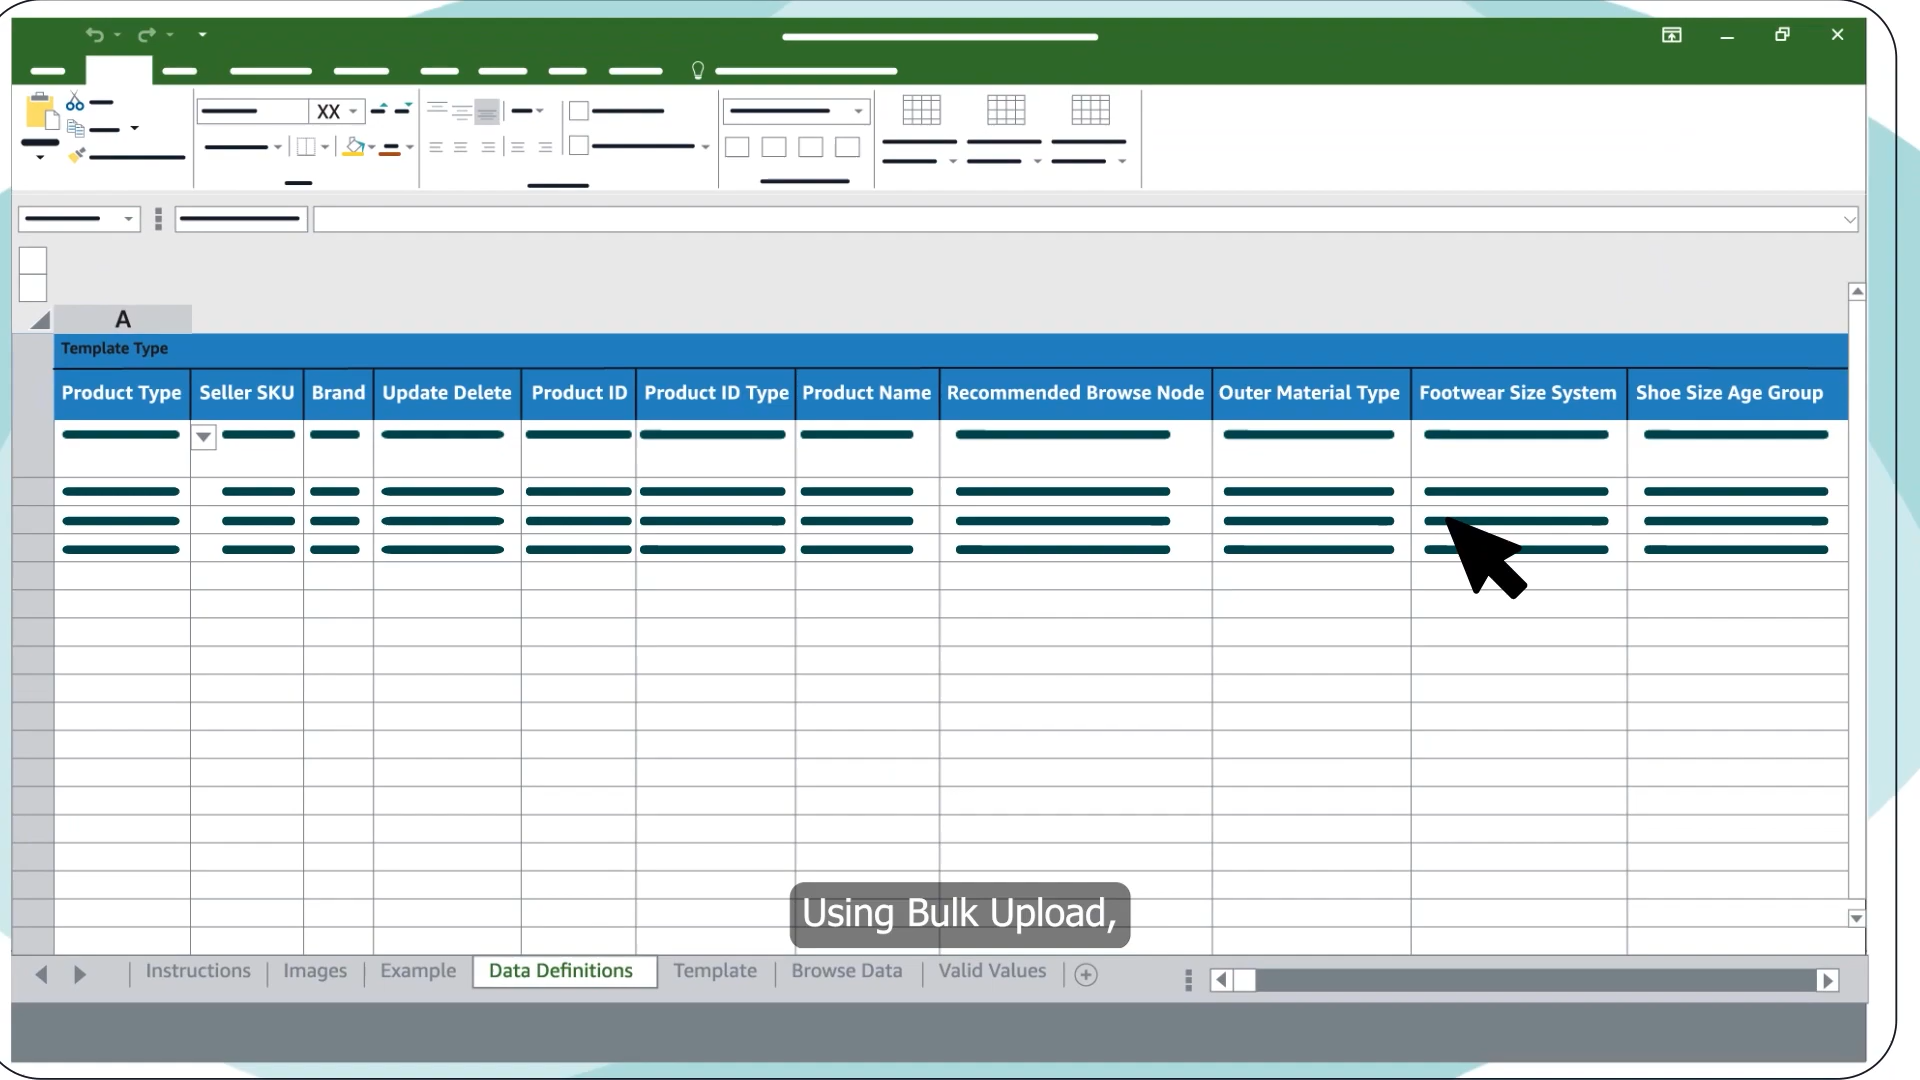 XX
A
Template Type
Product Type Seller SKU Brand Update Delete Product ID Product ID Type Product Name Recommended Browse Node Outer Material Type Footwear Size System Shoe Size Age Group
Using Bulk Upload,
Instructions Images Example Data Definitions Template Browse Data Valid Values